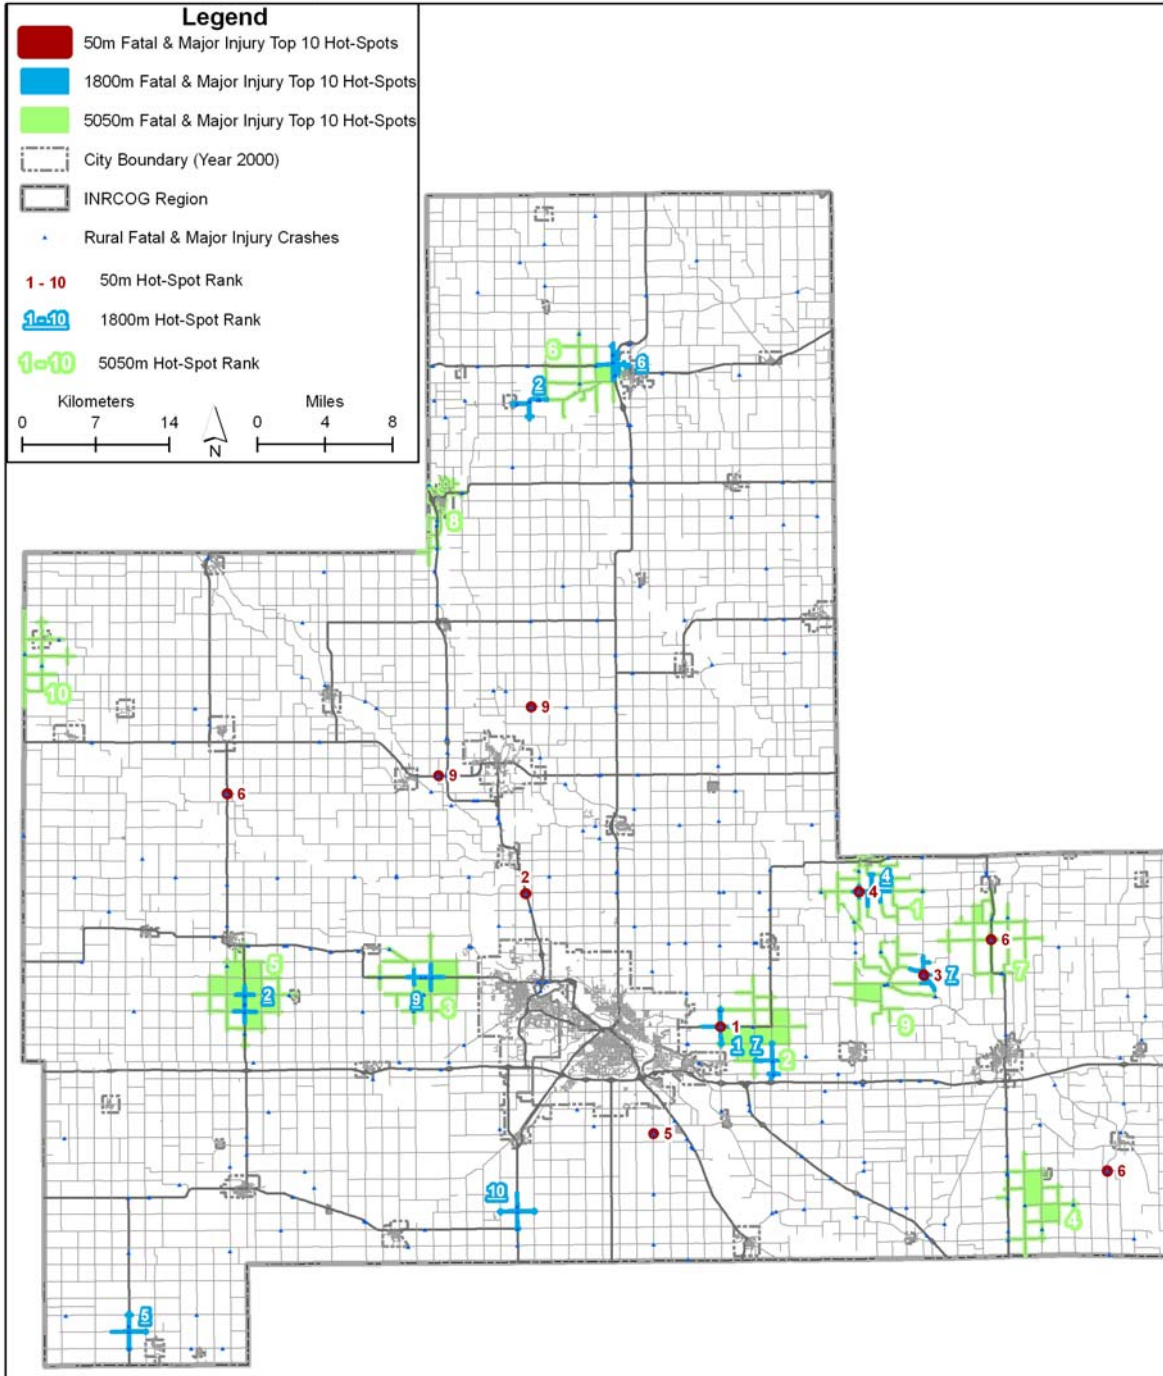 Legend
50m Fatal & Major Injury Top 10 Hot-Spots
1800m Fatal & Major Injury Top 10 Hot-Spots
5050m Fatal & Major Injury Top 10 Hot-Spots
City Boundary (Year 2000)
INRCOG Region
Rural Fatal & Major Injury Crashes
1 - 10 50m Hot-Spot Rank
1-10 1800m Hot-Spot Rank
1-10 5050m Hot-Spot Rank
Kilometers Miles
0 7 14 0 4 8
N
6 6
2
8
10
9
9
6
2
4
4
1
6
5
3 7
7
2
9
3
9
1
1 7
2
5
6
10
4
5